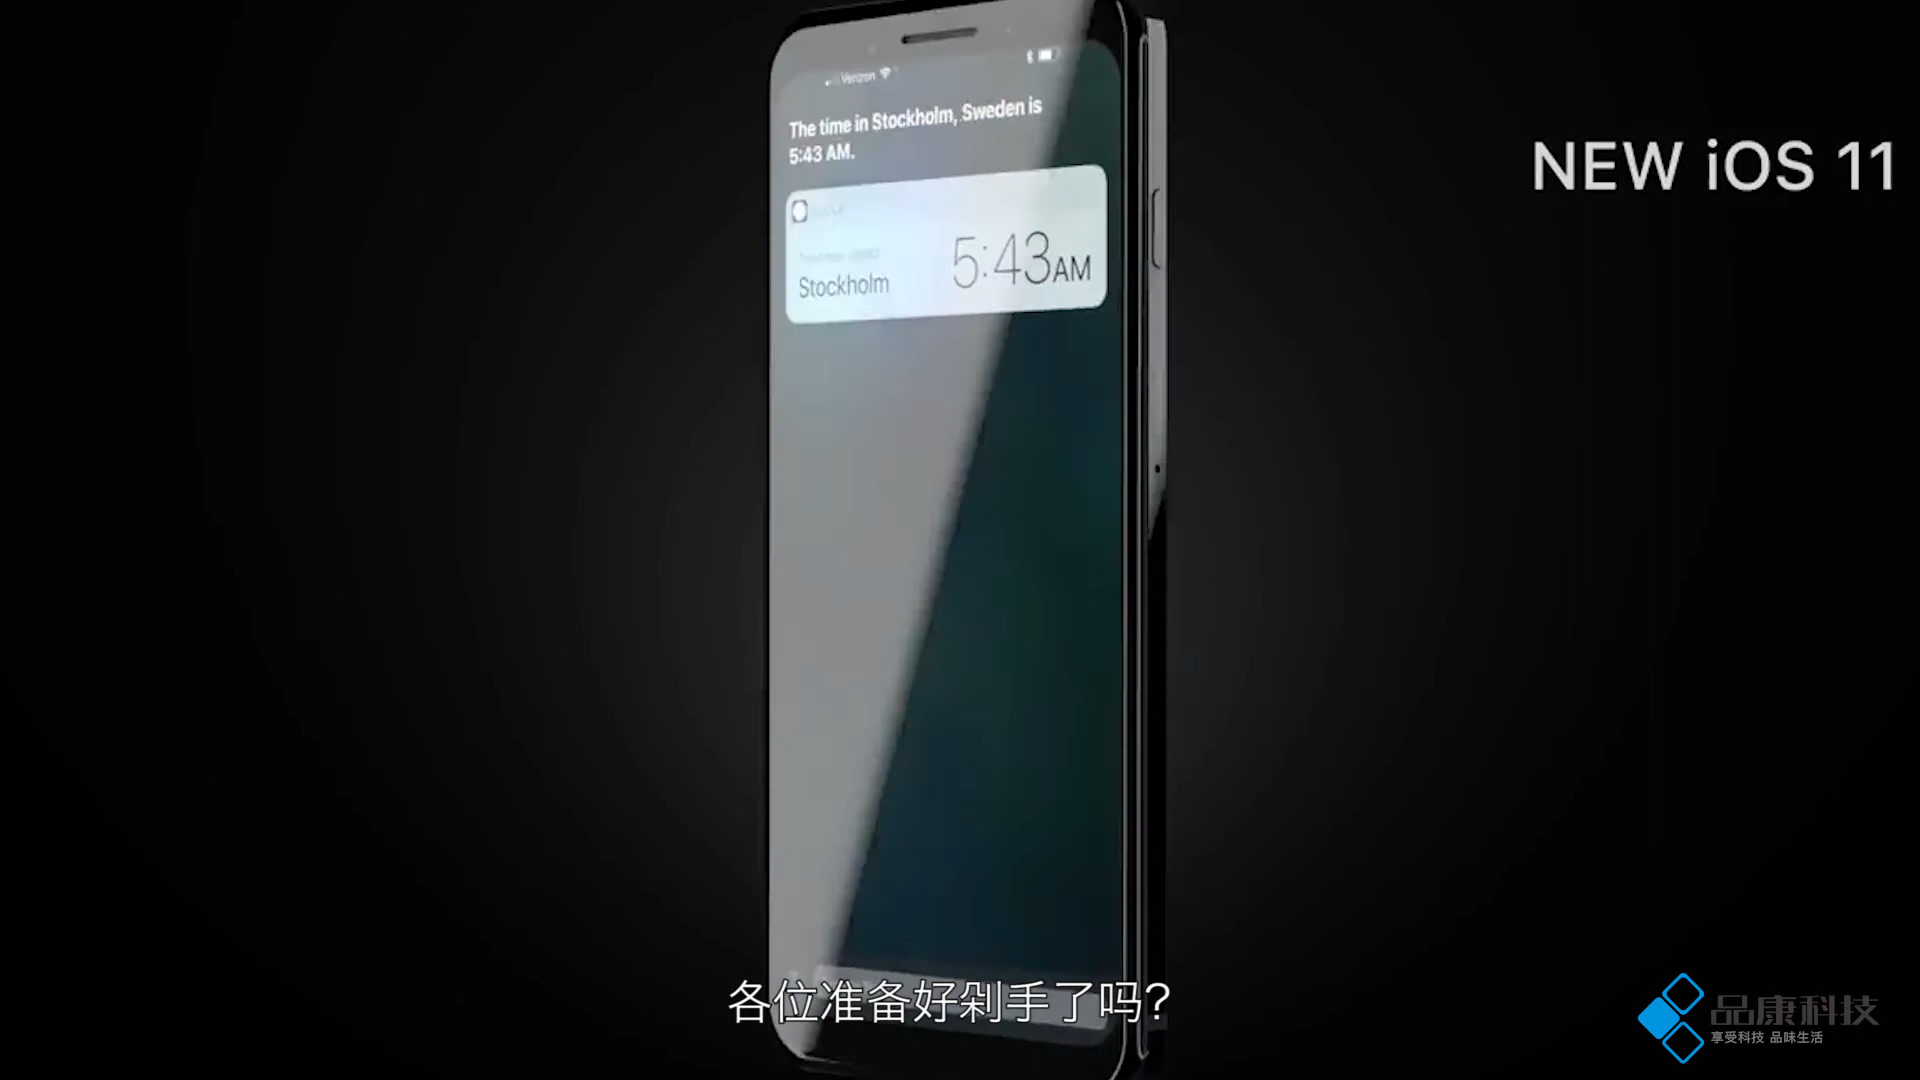 Verizon
The time in Stockholm, Sweden is
5:43 AM.
NEW iOS 11
Stockholm
5:43AM
各位准备好剁手了吗?
品康科技
享受科技 品味生活